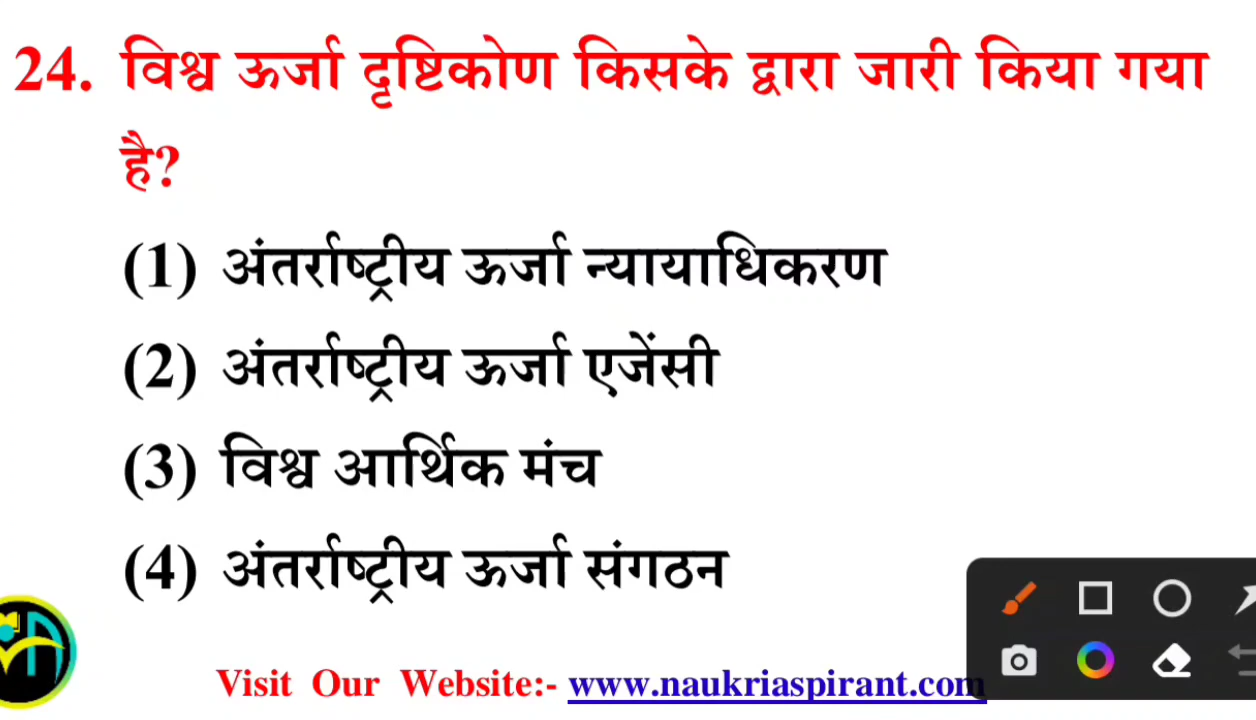 24. विश्व ऊर्जा दृष्टिकोण किसके द्वारा जारी किया गया
है?
(1) अंतर्राष्ट्रीय ऊर्जा न्यायाधिकरण
(2) अंतर्राष्ट्रीय ऊर्जा एजेंसी
(3) विश्व आर्थिक मंच
(4) अंतर्राष्ट्रीय ऊर्जा संगठन
Visit Our Website:- www.naukriaspirant.com